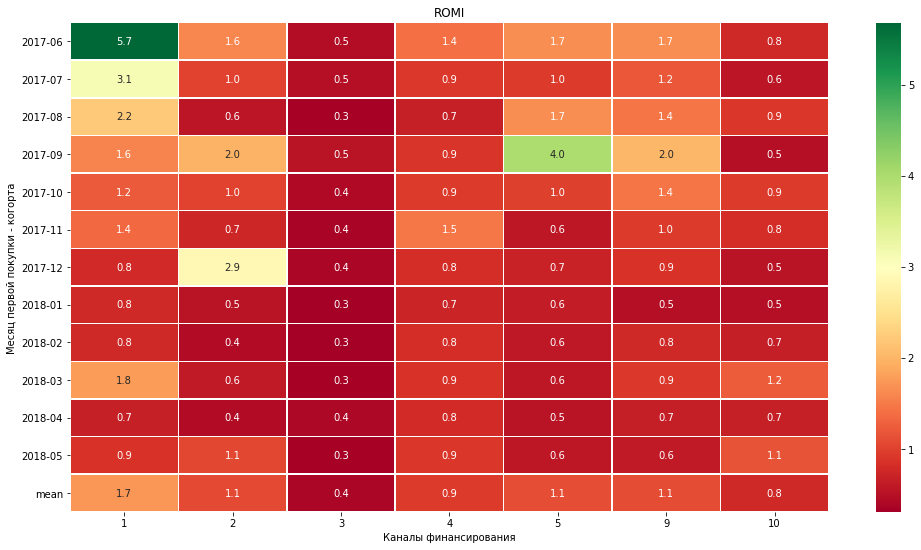 ROMI
Месяц первой покупки - когорта
2017-06 5.7 1.6 0.5 1.4 1.7 1.7 0.8
2017-07 3.1 1.0 0.5 0.9 1.0 1.2 0.6
2017-08 2.2 0.6 0.3 0.7 1.7 1.4 0.9
2017-09 1.6 2.0 0.5 0.9 4.0 2.0 0.5
2017-10 1.2 1.0 0.4 0.9 1.0 1.4 0.9
2017-11 1.4 0.7 0.4 1.5 0.6 1.0 0.8
2017-12 0.8 2.9 0.4 0.8 0.7 0.9 0.5
2018-01 0.8 0.5 0.3 0.7 0.6 0.5 0.5
2018-02 0.8 0.4 0.3 0.8 0.6 0.8 0.7
2018-03 1.8 0.6 0.3 0.9 0.6 0.9 1.2
2018-04 0.7 0.4 0.4 0.8 0.5 0.7 0.7
2018-05 0.9 1.1 0.3 0.9 0.6 0.6 1.1
mean 1.7 1.1 0.4 0.9 1.1 1.1 0.8
1 2 3 4 5 9 10
Каналы финансирования
5
4
3
2
1